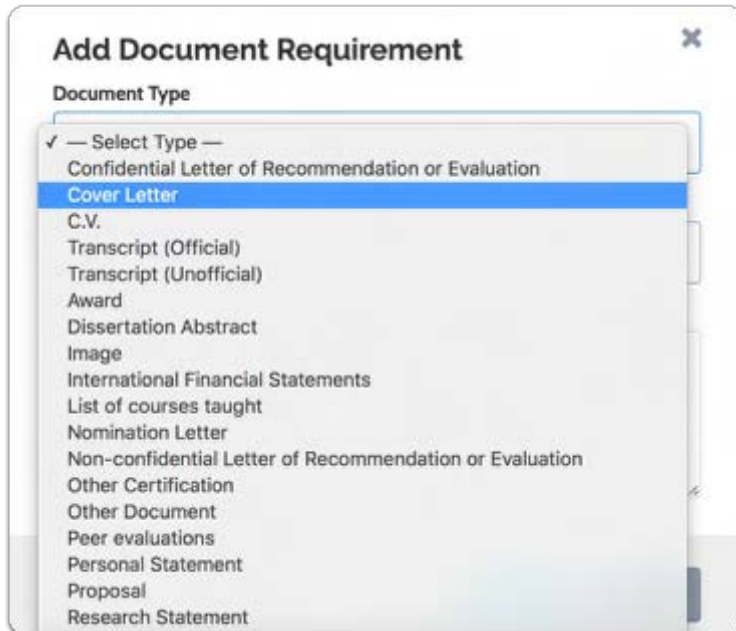 Add Document Requirement
Document Type
✓ — Select Type —
Confidential Letter of Recommendation or Evaluation
Cover Letter
C.V.
Transcript (Official)
Transcript (Unofficial)
Award
Dissertation Abstract
Image
International Financial Statements
List of courses taught
Nomination Letter
Non-confidential Letter of Recommendation or Evaluation
Other Certification
Other Document
Peer evaluations
Personal Statement
Proposal
Research Statement